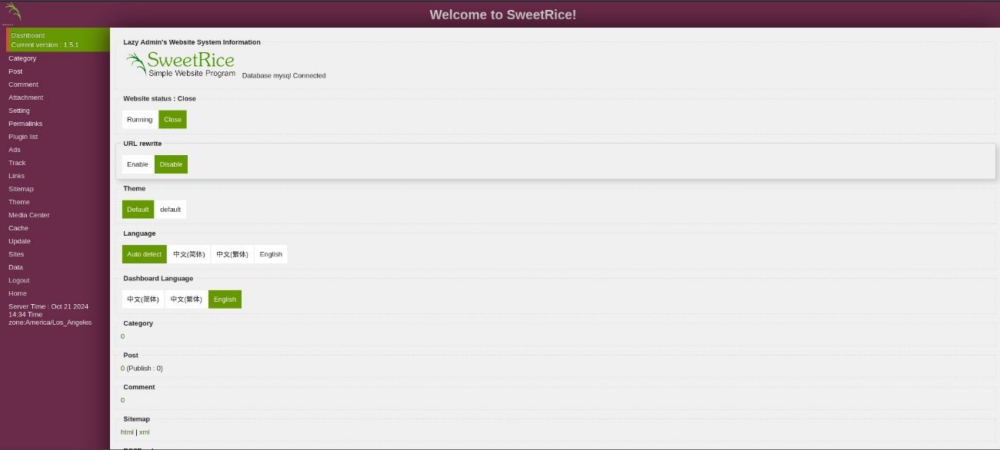 Welcome to SweetRice!
......
Dashboard
Current version : 1.5.1
Category
Post
Comment
Attachment
Setting
Permalinks
Plugin list
Ads
Track
Links
Sitemap
Theme
Media Center
Cache
Update
Sites
Data
Logout
Home
Server Time : Oct 21 2024
14:34 Time
zone:America/Los_Angeles
Lazy Admin's Website System Information
SweetRice
Simple Website Program
Database mysql Connected
Website status : Close
Running Close
URL rewrite
Enable Disable
Theme
Default default
Language
Auto detect 中文(简体) 中文(繁体) English
Dashboard Language
中文(简体) 中文(繁体) English
Category
0
Post
0 (Publish : 0)
Comment
0
Sitemap
html | xml